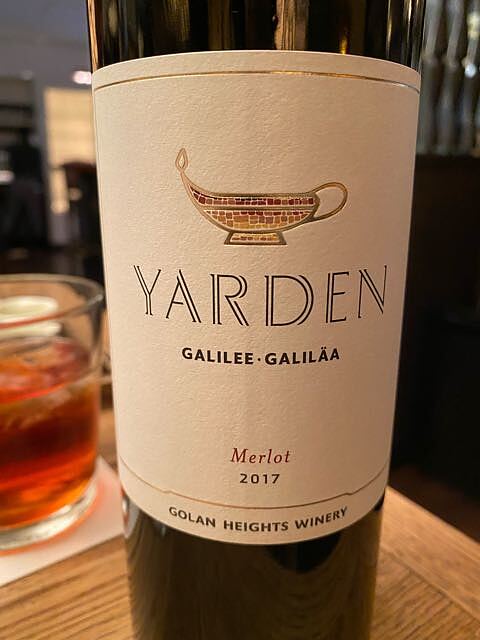 YARDEN
GALILEE · GALILÄA
Merlot
2017
GOLAN HEIGHTS WINERY